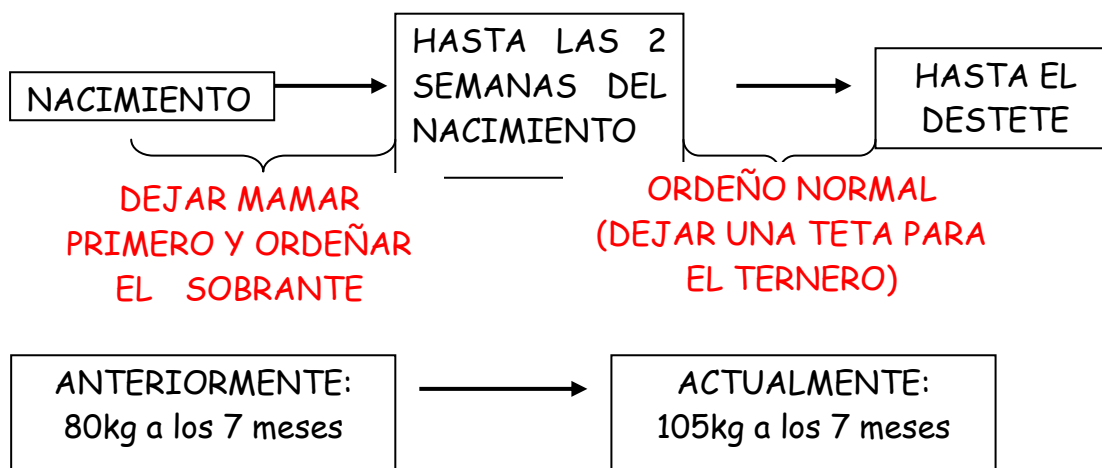 NACIMIENTO
HASTA LAS 2
SEMANAS DEL
NACIMIENTO
HASTA EL
DESTETE
DEJAR MAMAR
PRIMERO Y ORDEÑAR
EL SOBRANTE
ORDEÑO NORMAL
(DEJAR UNA TETA PARA
EL TERNERO)
ANTERIORMENTE:
80kg a los 7 meses
ACTUALMENTE:
105kg a los 7 meses